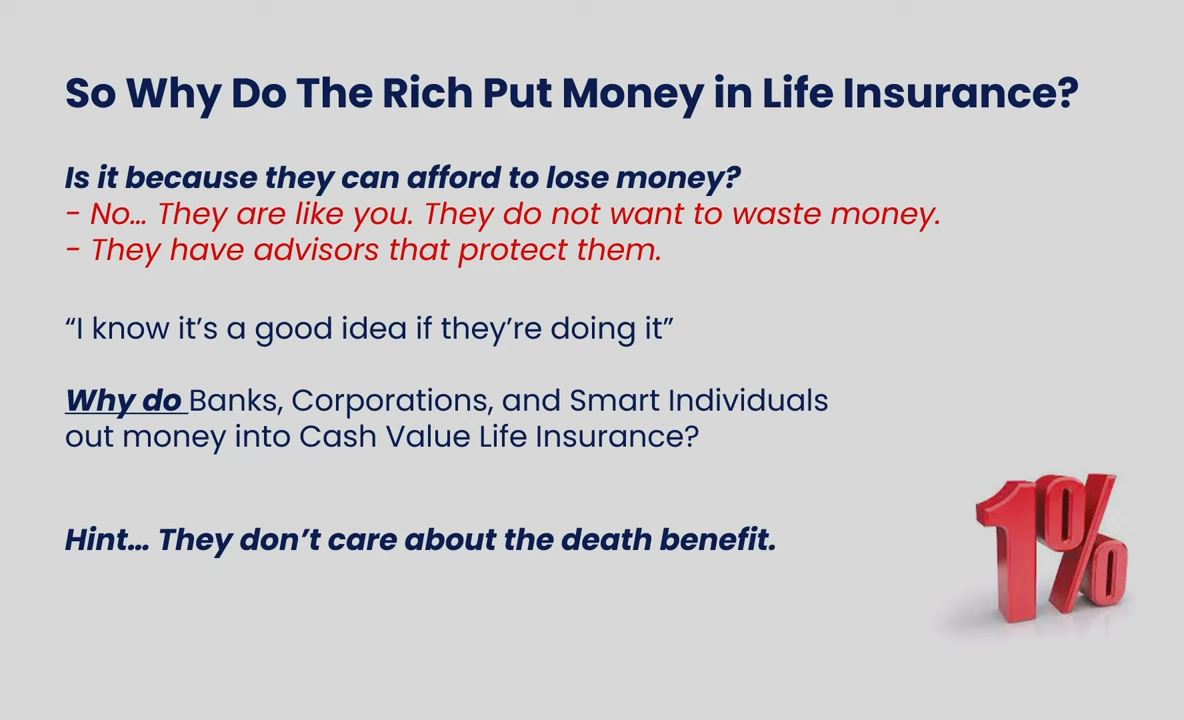 So Why Do The Rich Put Money in Life Insurance?
Is it because they can afford to lose money?
- No... They are like you. They do not want to waste money.
- They have advisors that protect them.
“I know it’s a good idea if they’re doing it”
Why do Banks, Corporations, and Smart Individuals
out money into Cash Value Life Insurance?
Hint... They don’t care about the death benefit.
1%